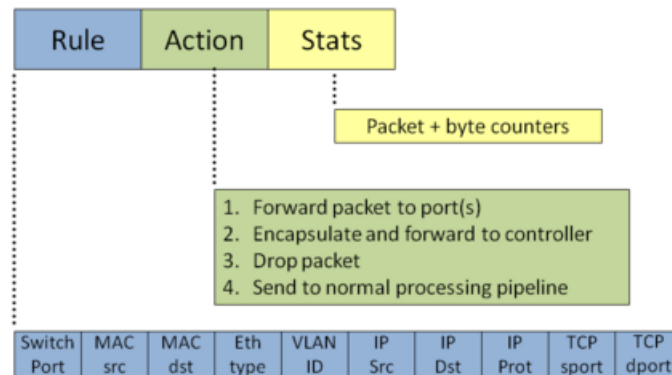 Rule Action Stats
Packet + byte counters
1. Forward packet to port(s)
2. Encapsulate and forward to controller
3. Drop packet
4. Send to normal processing pipeline
Switch MAC MAC Eth VLAN IP IP IP TCP TCP
Port src dst type ID Src Dst Prot sport dport